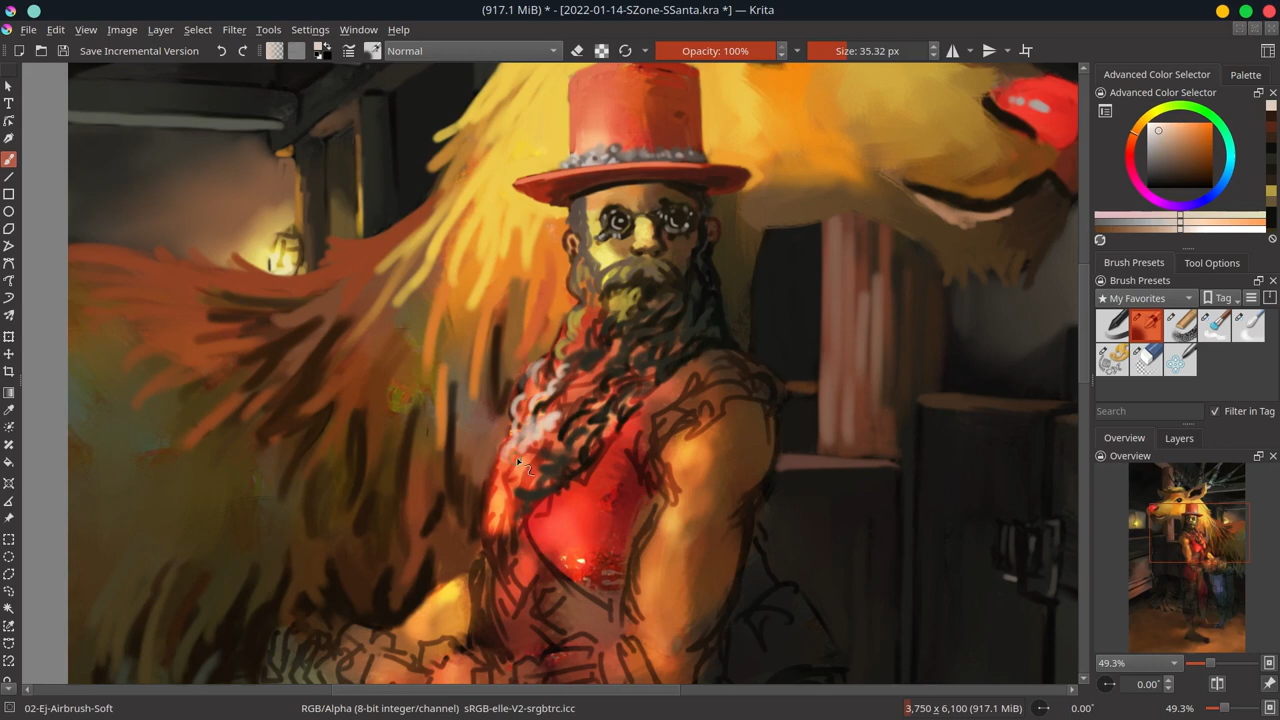 (917.1 MiB) * - [2022-01-14-SZone-SSanta.kra *] — Krita
File Edit View Image Layer Select Filter Tools Settings Window Help
Save Incremental Version Normal Opacity: 100% Size: 35.32 px
Advanced Color Selector Palette
Advanced Color Selector
Brush Presets Tool Options
Brush Presets
My Favorites Tag
Search Filter in Tag
Overview Layers
Overview
49.3%
0.00°
02-Ej-Airbrush-Soft RGB/Alpha (8-bit integer/channel) sRGB-elle-V2-srgbtrc.icc 3,750 x 6,100 (917.1 MiB) 0.00° 49.3%